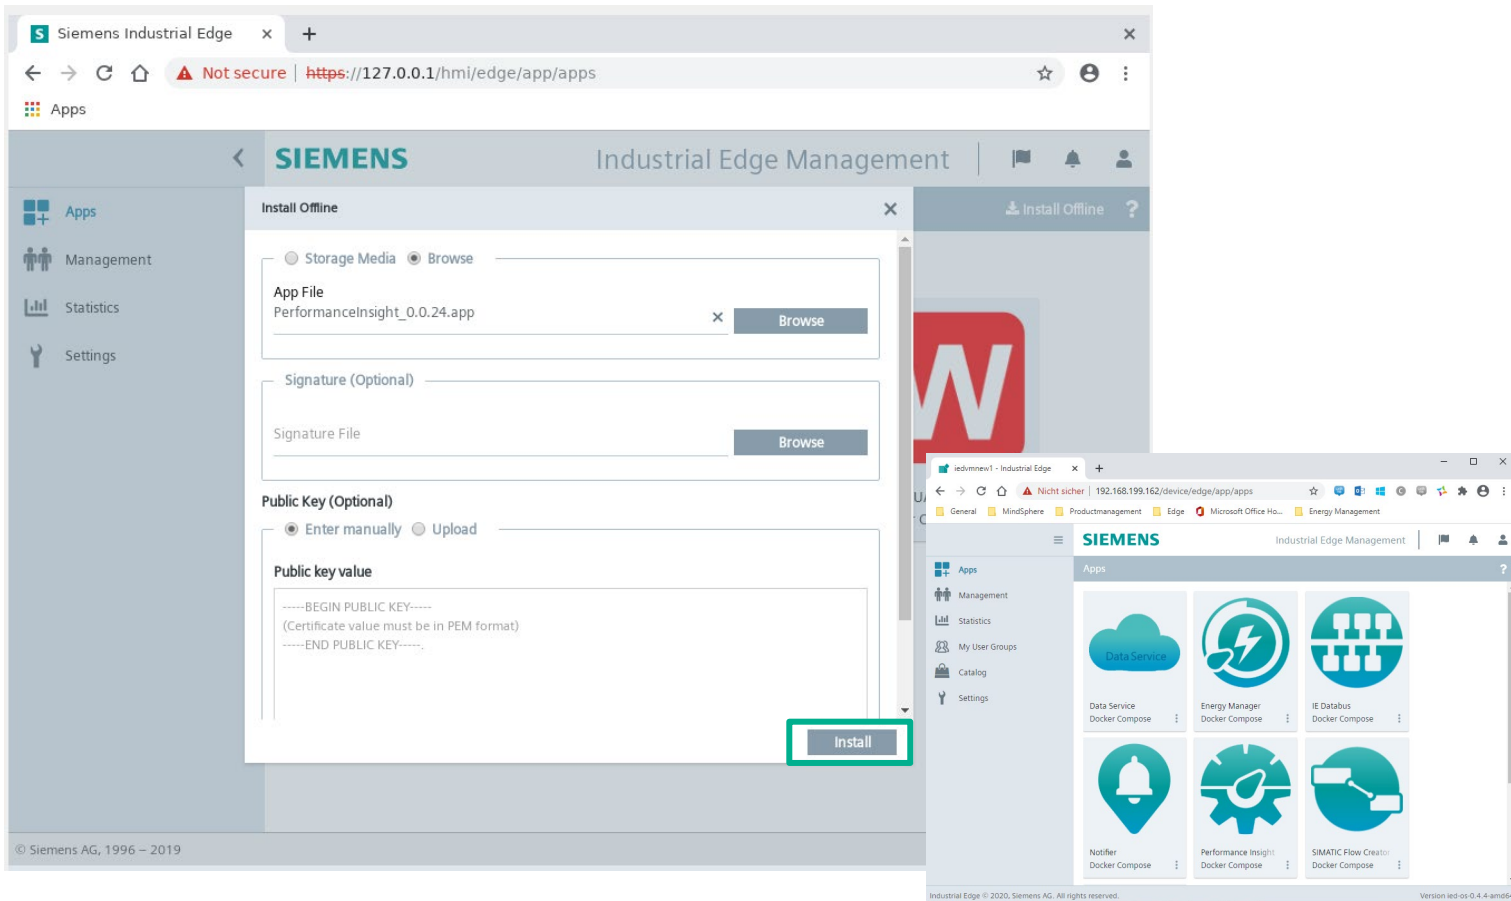 S Siemens Industrial Edge × +
Not secure | https://127.0.0.1/hmi/edge/app/apps
Apps
SIEMENS Industrial Edge Management
Apps
Management
Statistics
Settings
Install Offline
Install Offline ?
Storage Media Browse
App File
PerformanceInsight_0.0.24.app
Browse
Signature (Optional)
Signature File
Browse
Public Key (Optional)
Enter manually Upload
Public key value
-----BEGIN PUBLIC KEY-----
(Certificate value must be in PEM format)
-----END PUBLIC KEY-----.
Install
W
© Siemens AG, 1996 – 2019
iedvmnew1 - Industrial Edge × +
Nicht sicher | 192.168.199.162/device/edge/app/apps
General MindSphere Productmanagement Edge Microsoft Office Ho... Energy Management
SIEMENS Industrial Edge Management
Apps
Management
Statistics
My User Groups
Catalog
Settings
Apps ?
Data Service
Data Service
Docker Compose
Energy Manager
Docker Compose
IE Databus
Docker Compose
Notifier
Docker Compose
Performance Insight
Docker Compose
SIMATIC Flow Creator
Docker Compose
Industrial Edge © 2020, Siemens AG. All rights reserved.
Version ied-os-0.4.4-amd64